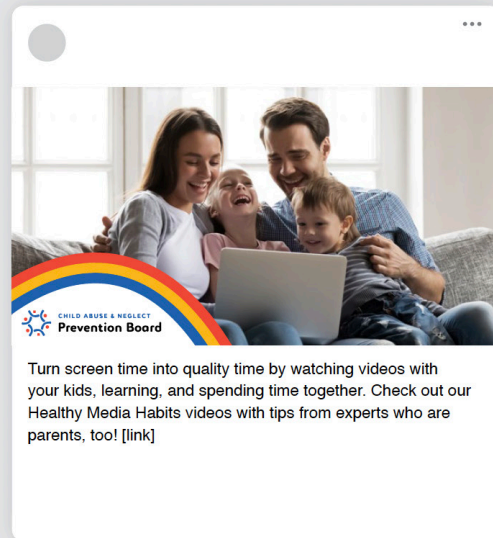 CHILD ABUSE & NEGLECT
Prevention Board
Turn screen time into quality time by watching videos with
your kids, learning, and spending time together. Check out our
Healthy Media Habits videos with tips from experts who are
parents, too! [link]